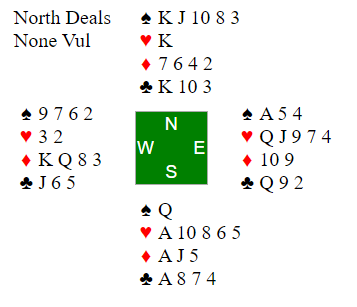 North Deals
None Vul
♠ K J 10 8 3
♥ K
♦ 7 6 4 2
♣ K 10 3
♠ 9 7 6 2
♥ 3 2
♦ K Q 8 3
♣ J 6 5
N
W E
S
♠ A 5 4
♥ Q J 9 7 4
♦ 10 9
♣ Q 9 2
♠ Q
♥ A 10 8 6 5
♦ A J 5
♣ A 8 7 4